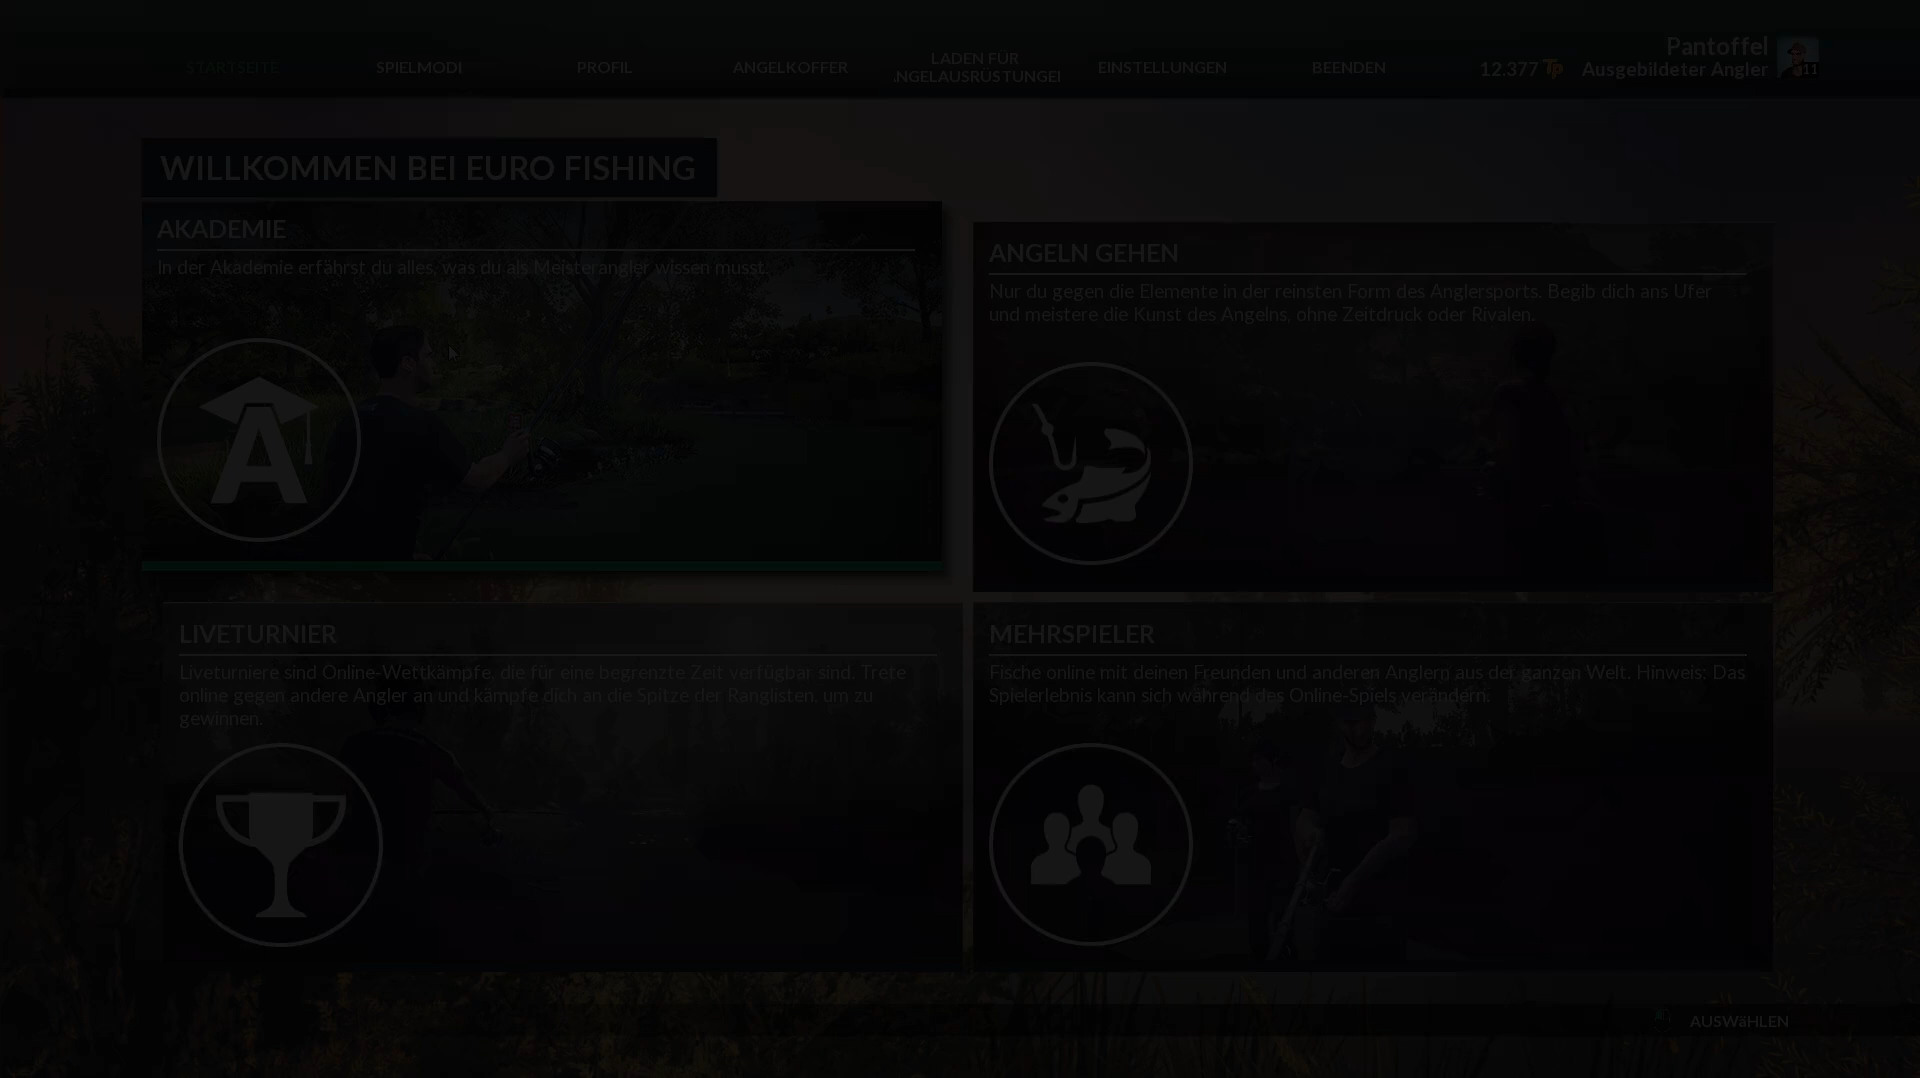 STARTSEITE
SPIELMODI
PROFIL
ANGELKOFFER
LADEN FÜR
NGELAUSRÜSTUNGEI
EINSTELLUNGEN
BEENDEN
12.377
Pantoffel
Ausgebildeter Angler
11
WILLKOMMEN BEI EURO FISHING
AKADEMIE
In der Akademie erfährst du alles, was du als Meisterangler wissen musst.
ANGELN GEHEN
Nur du gegen die Elemente in der reinsten Form des Anglersports. Begib dich ans Ufer
und meistere die Kunst des Angelns, ohne Zeitdruck oder Rivalen.
LIVETURNIER
Liveturniere sind Online-Wettkämpfe, die für eine begrenzte Zeit verfügbar sind. Trete
online gegen andere Angler an und kämpfe dich an die Spitze der Ranglisten, um zu
gewinnen.
MEHRSPIELER
Fische online mit deinen Freunden und anderen Anglern aus der ganzen Welt. Hinweis: Das
Spielerlebnis kann sich während des Online-Spiels verändern.
AUSWäHLEN